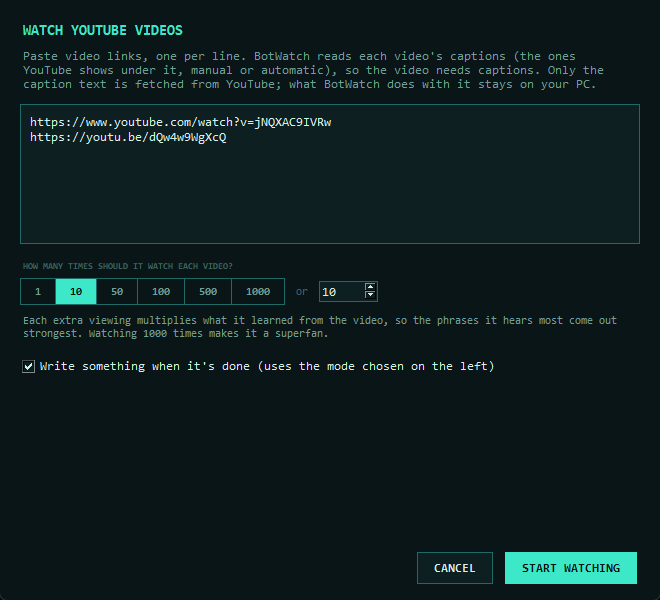 WATCH YOUTUBE VIDEOS
Paste video links, one per line. BotWatch reads each video's captions (the ones
YouTube shows under it, manual or automatic), so the video needs captions. Only the
caption text is fetched from YouTube; what BotWatch does with it stays on your PC.
https://www.youtube.com/watch?v=jNQXAC9IVRw
https://youtu.be/dQw4w9WgXcQ
HOW MANY TIMES SHOULD IT WATCH EACH VIDEO?
1 10 50 100 500 1000 or 10
Each extra viewing multiplies what it learned from the video, so the phrases it hears most come out
strongest. Watching 1000 times makes it a superfan.
Write something when it's done (uses the mode chosen on the left)
CANCEL START WATCHING